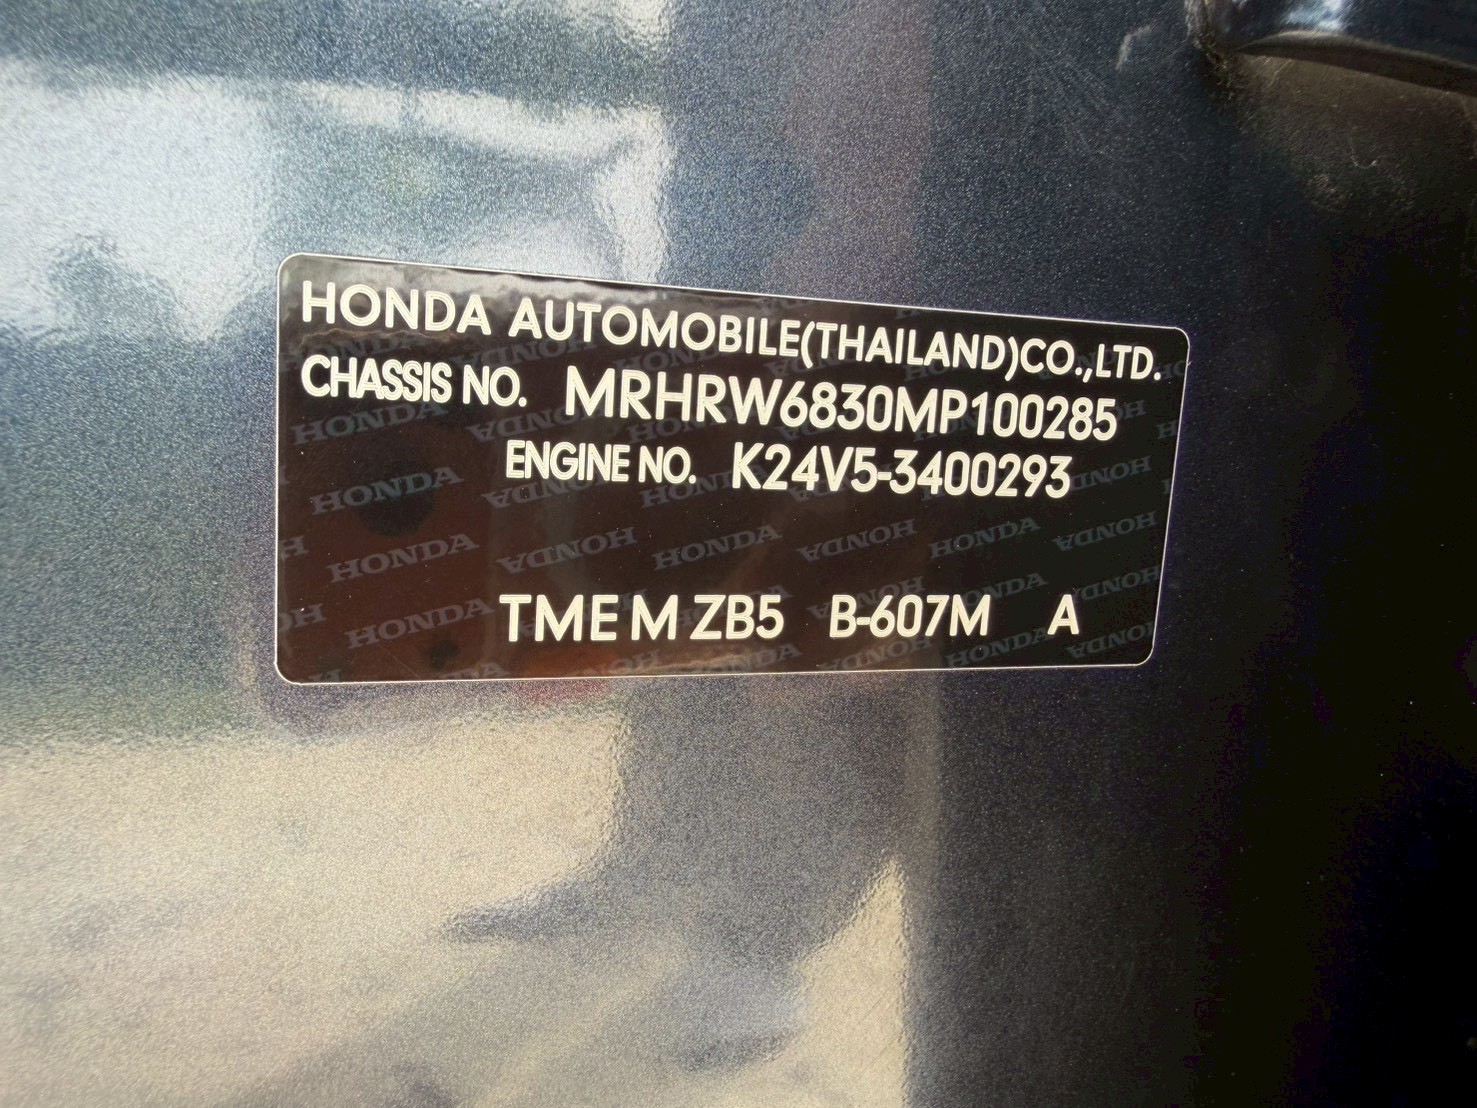 HONDA AUTOMOBILE(THAILAND)CO.,LTD.
CHASSIS NO. MRHRW6830MP100285
ENGINE NO. K24V5-3400293
TMEM ZB5 B-607M A